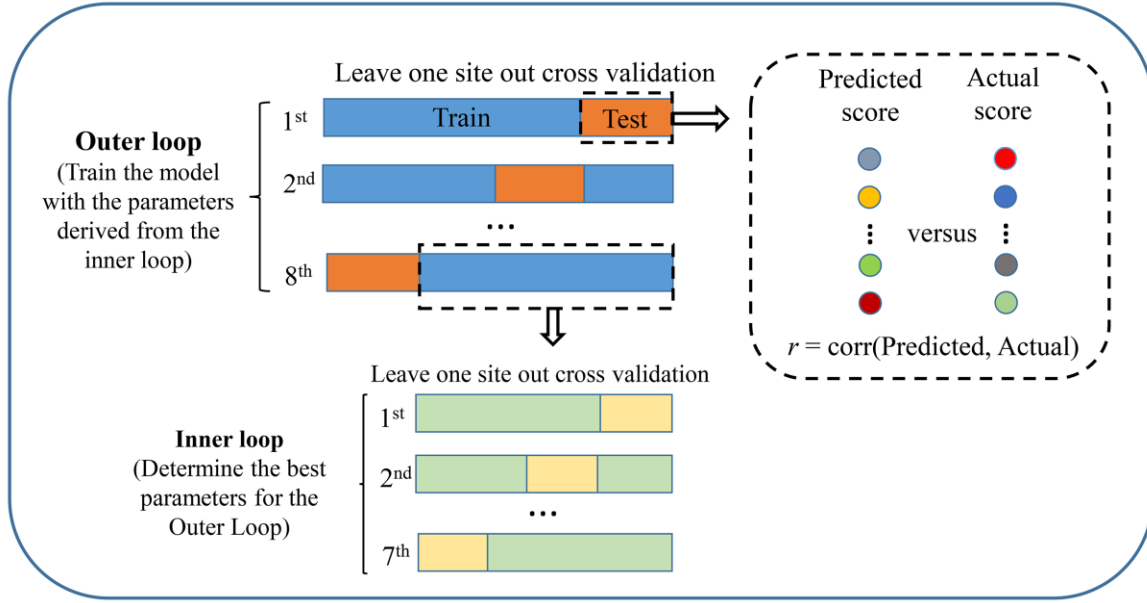 Leave one site out cross validation
1st
Train
Test
Outer loop
(Train the model
with the parameters
derived from the
inner loop)
2nd
...
8th
Predicted
score
Actual
score
versus
r = corr(Predicted, Actual)
Leave one site out cross validation
Inner loop
(Determine the best
parameters for the
Outer Loop)
1st
2nd
...
7th